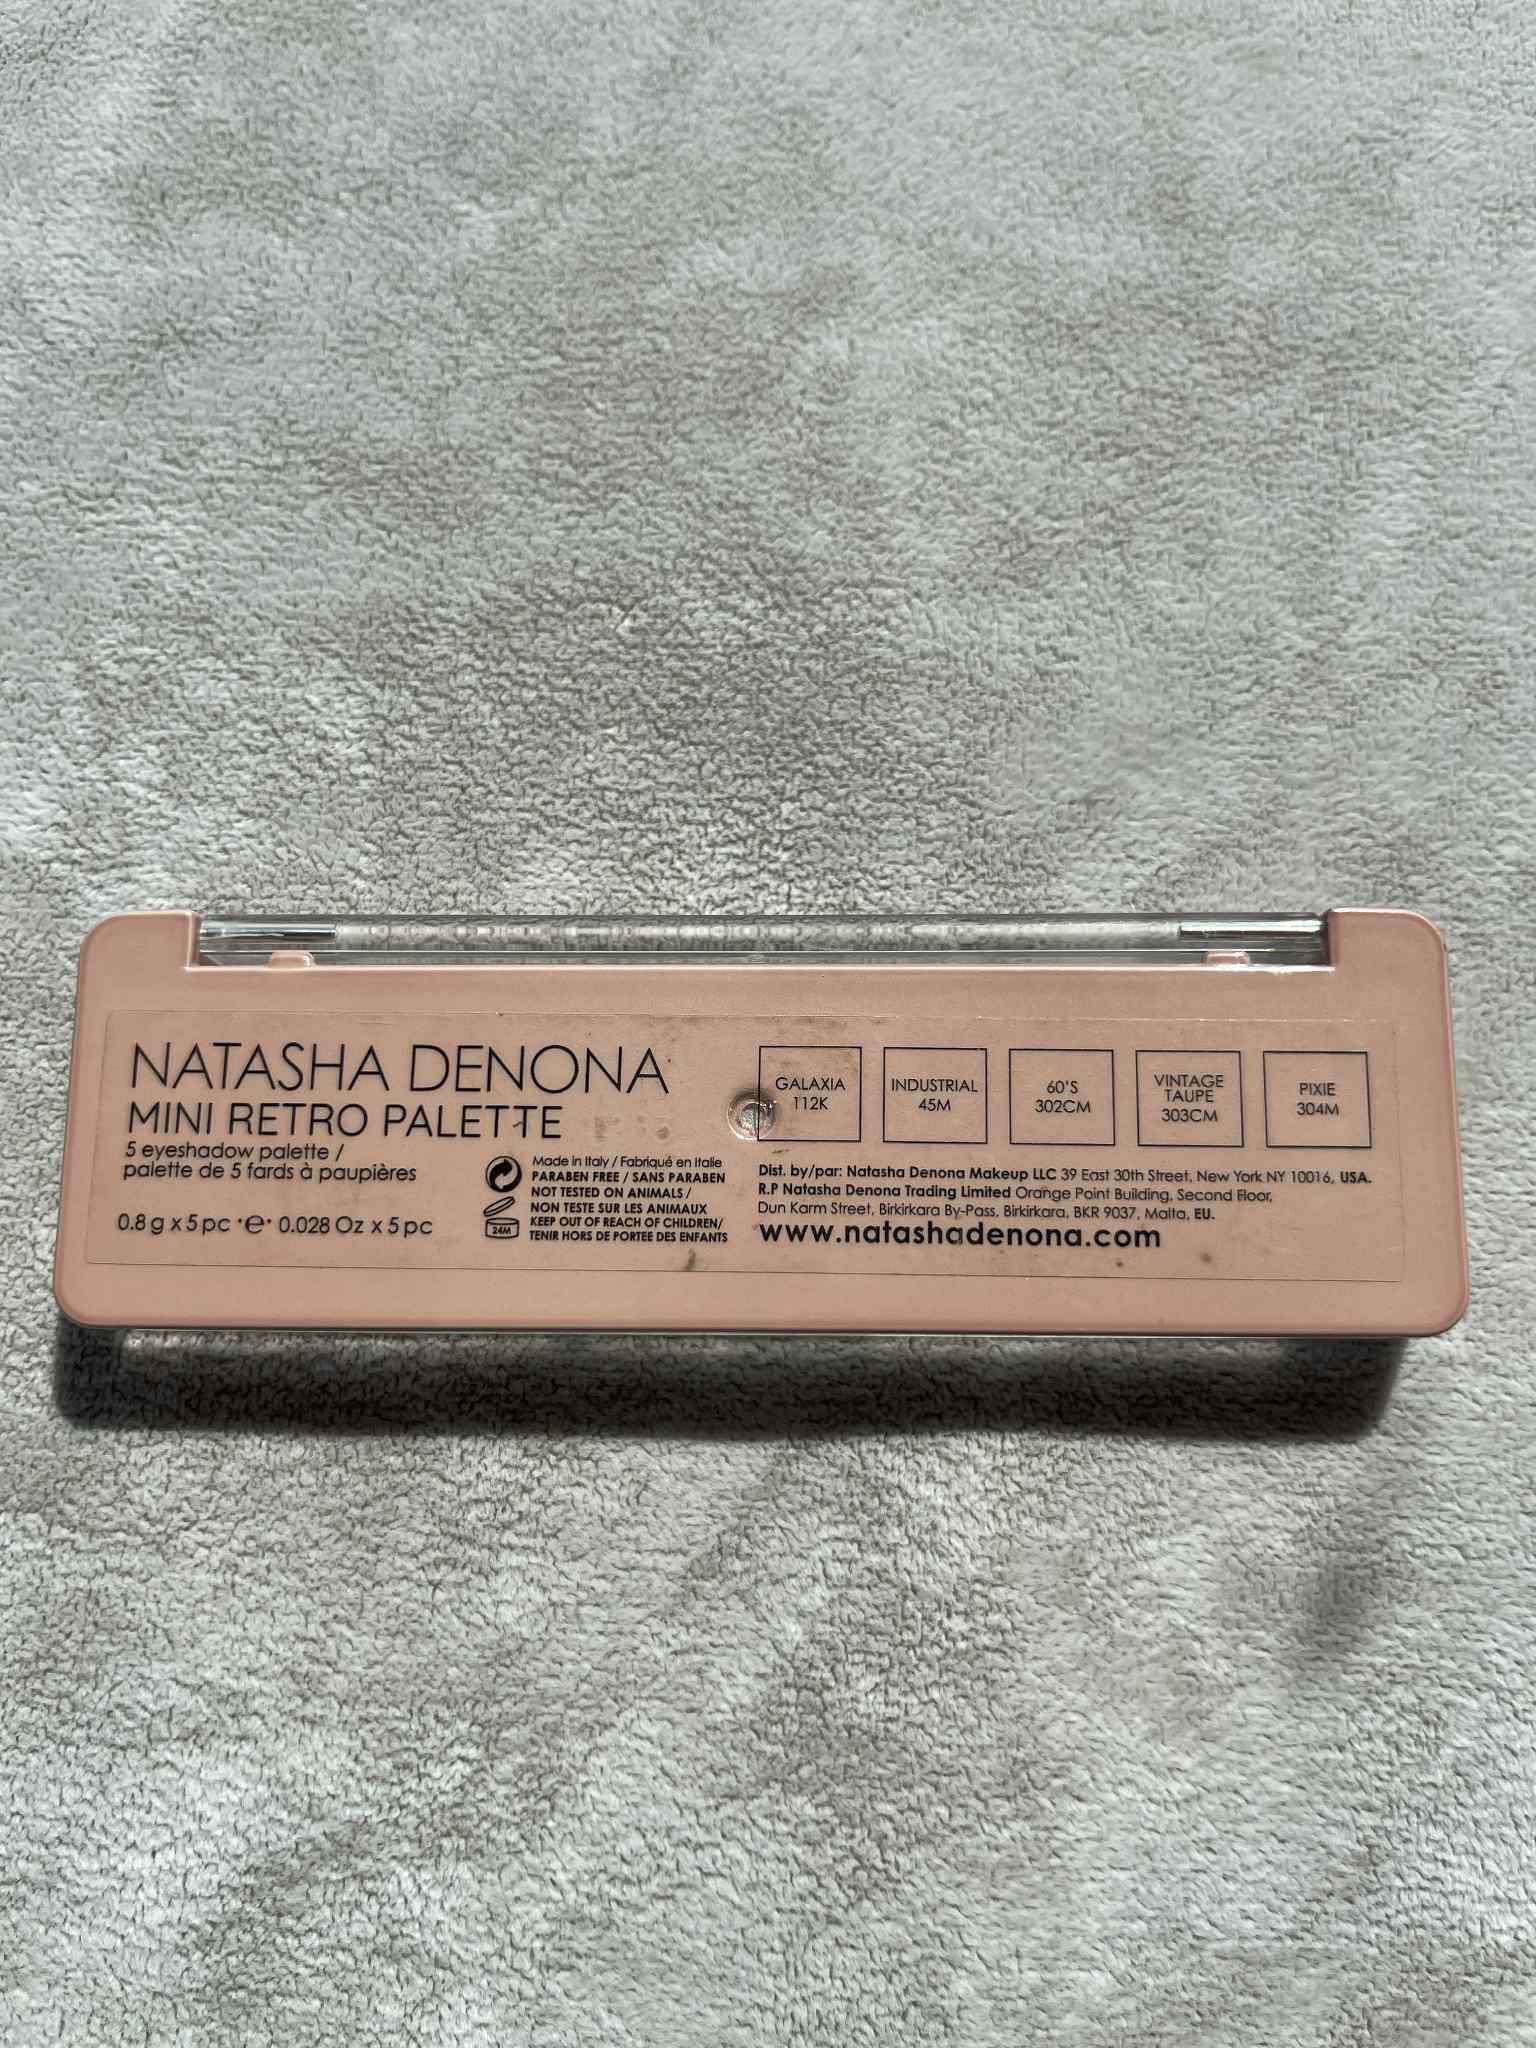 NATASHA DENONA
MINI RETRO PALETTE
5 eyeshadow palette /
palette de 5 fards à paupières
0.8 g x 5 pc ·e· 0.028 Oz x 5 pc
24M
Made in Italy / Fabriqué en Italie
PARABEN FREE / SANS PARABEN
NOT TESTED ON ANIMALS /
NON TESTE SUR LES ANIMAUX
KEEP OUT OF REACH OF CHILDREN/
TENIR HORS DE PORTEE DES ENFANTS
GALAXIA
112K
INDUSTRIAL
45M
60'S
302CM
VINTAGE
TAUPE
303CM
PIXIE
304M
Dist. by/par: Natasha Denona Makeup LLC 39 East 30th Street, New York NY 10016, USA.
R.P Natasha Denona Trading Limited Orange Point Building, Second Floor,
Dun Karm Street, Birkirkara By-Pass, Birkirkara, BKR 9037, Malta, EU.
www.natashadenona.com